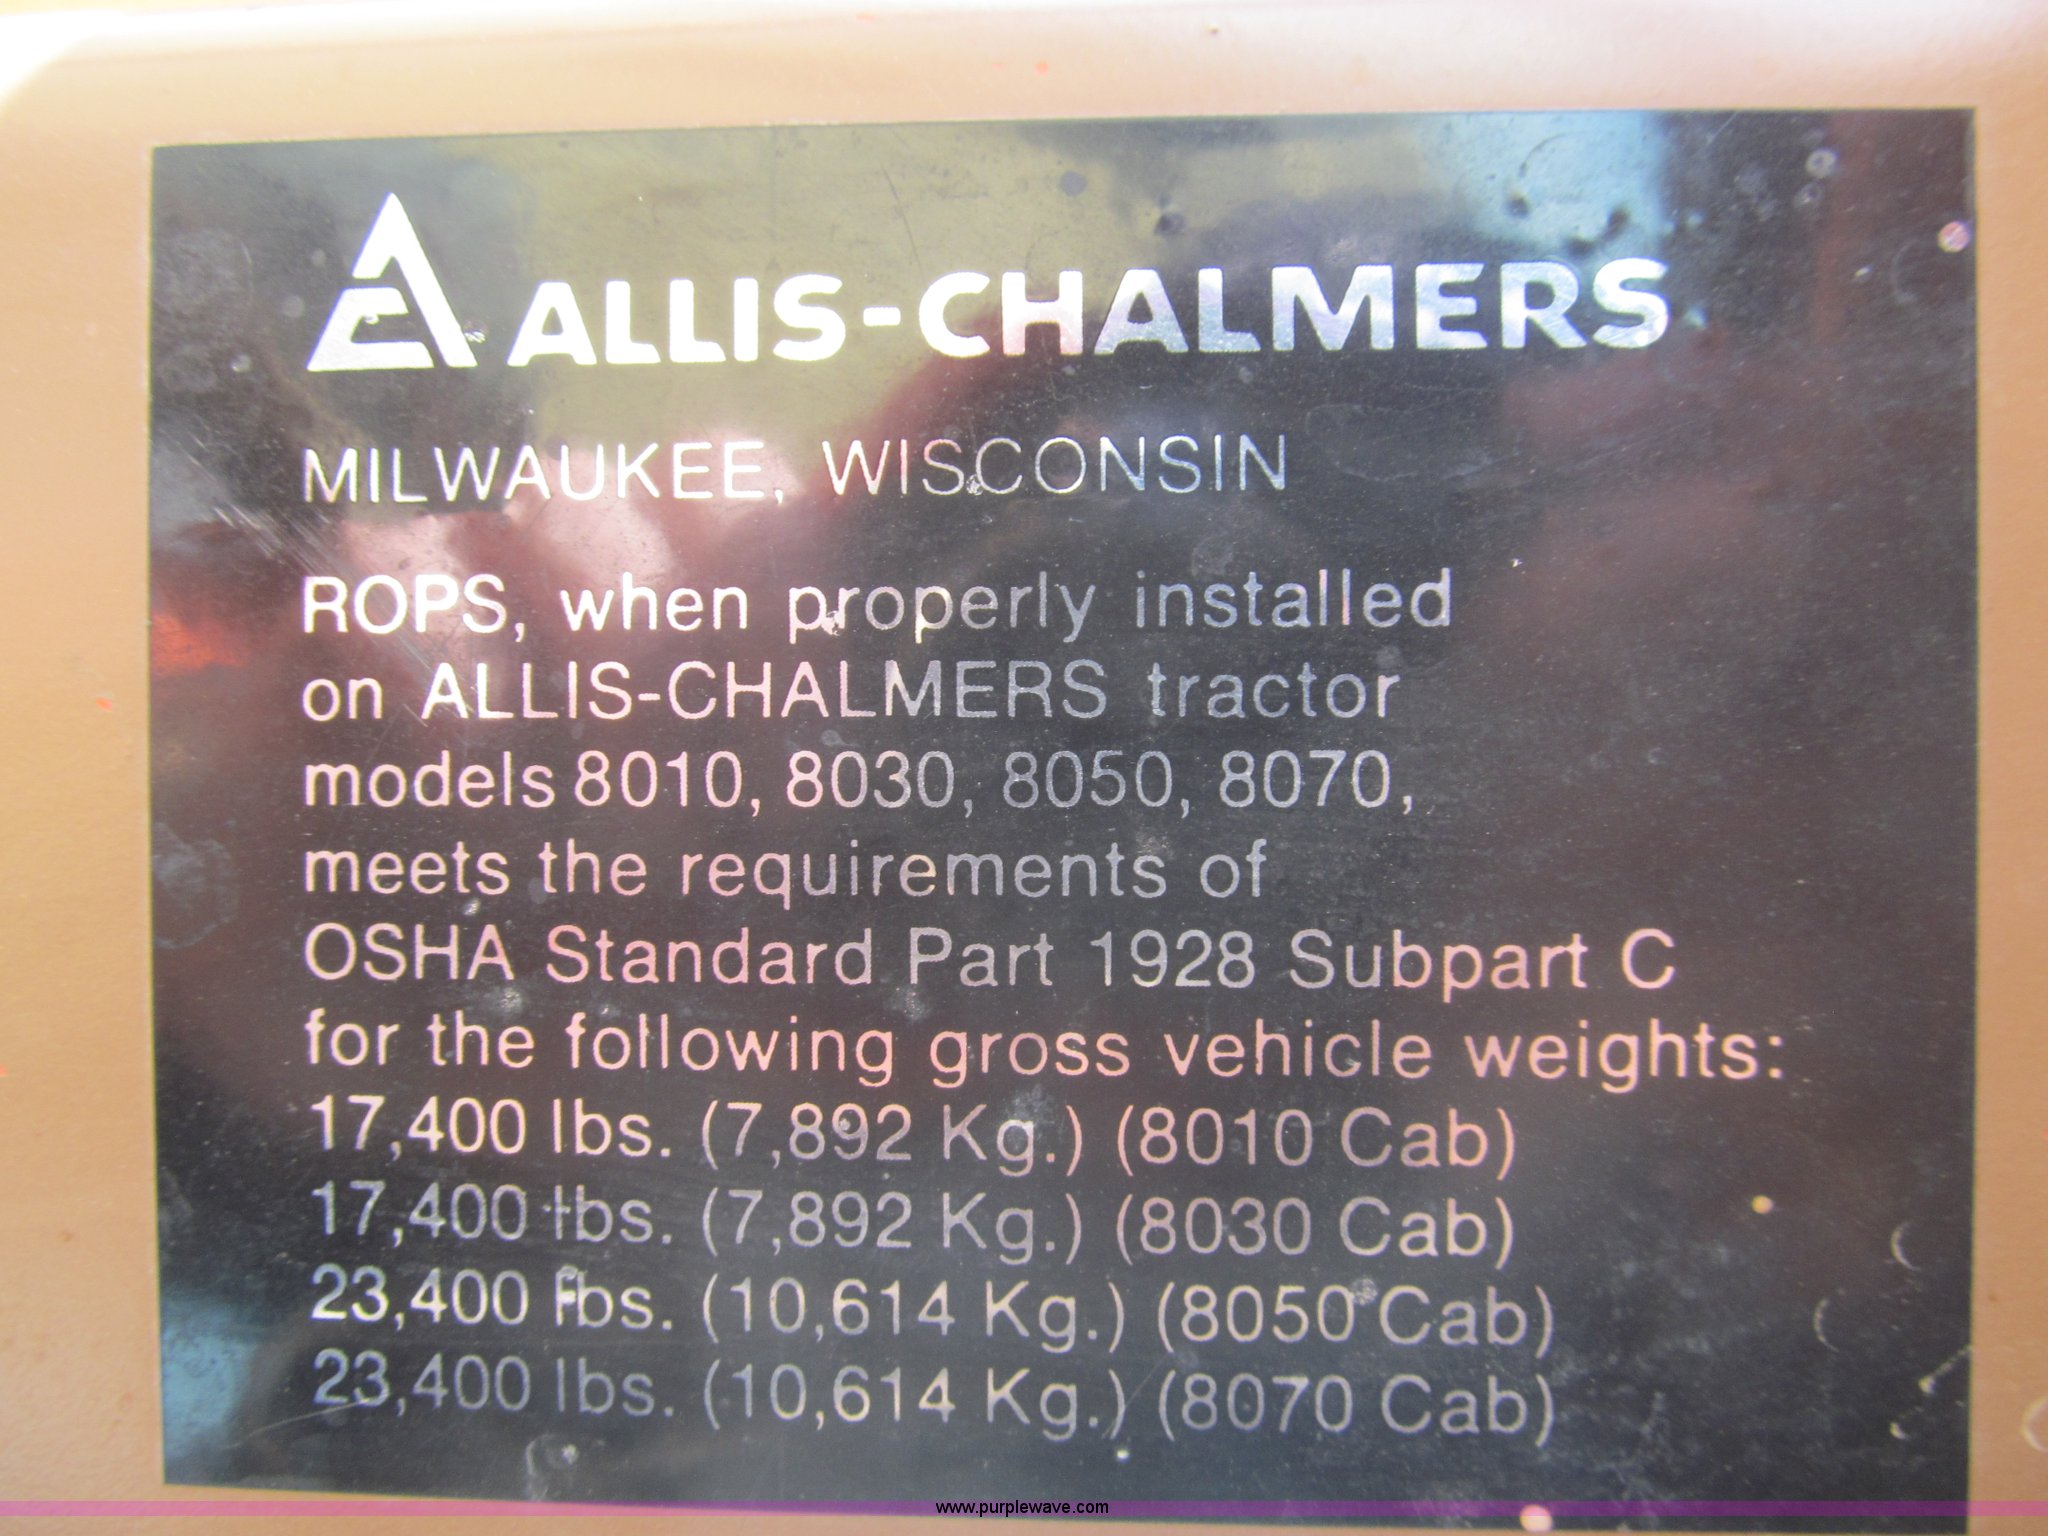 ALLIS-CHALMERS
MILWAUKEE, WISCONSIN
ROPS, when properly installed
on ALLIS-CHALMERS tractor
models 8010, 8030, 8050, 8070,
meets the requirements of
OSHA Standard Part 1928 Subpart C
for the following gross vehicle weights:
17,400 lbs. (7,892 Kg.) (8010 Cab)
17,400 lbs. (7,892 Kg.) (8030 Cab)
23,400 lbs. (10,614 Kg.) (8050 Cab)
23,400 lbs. (10,614 Kg.) (8070 Cab)
www.purplewave.com